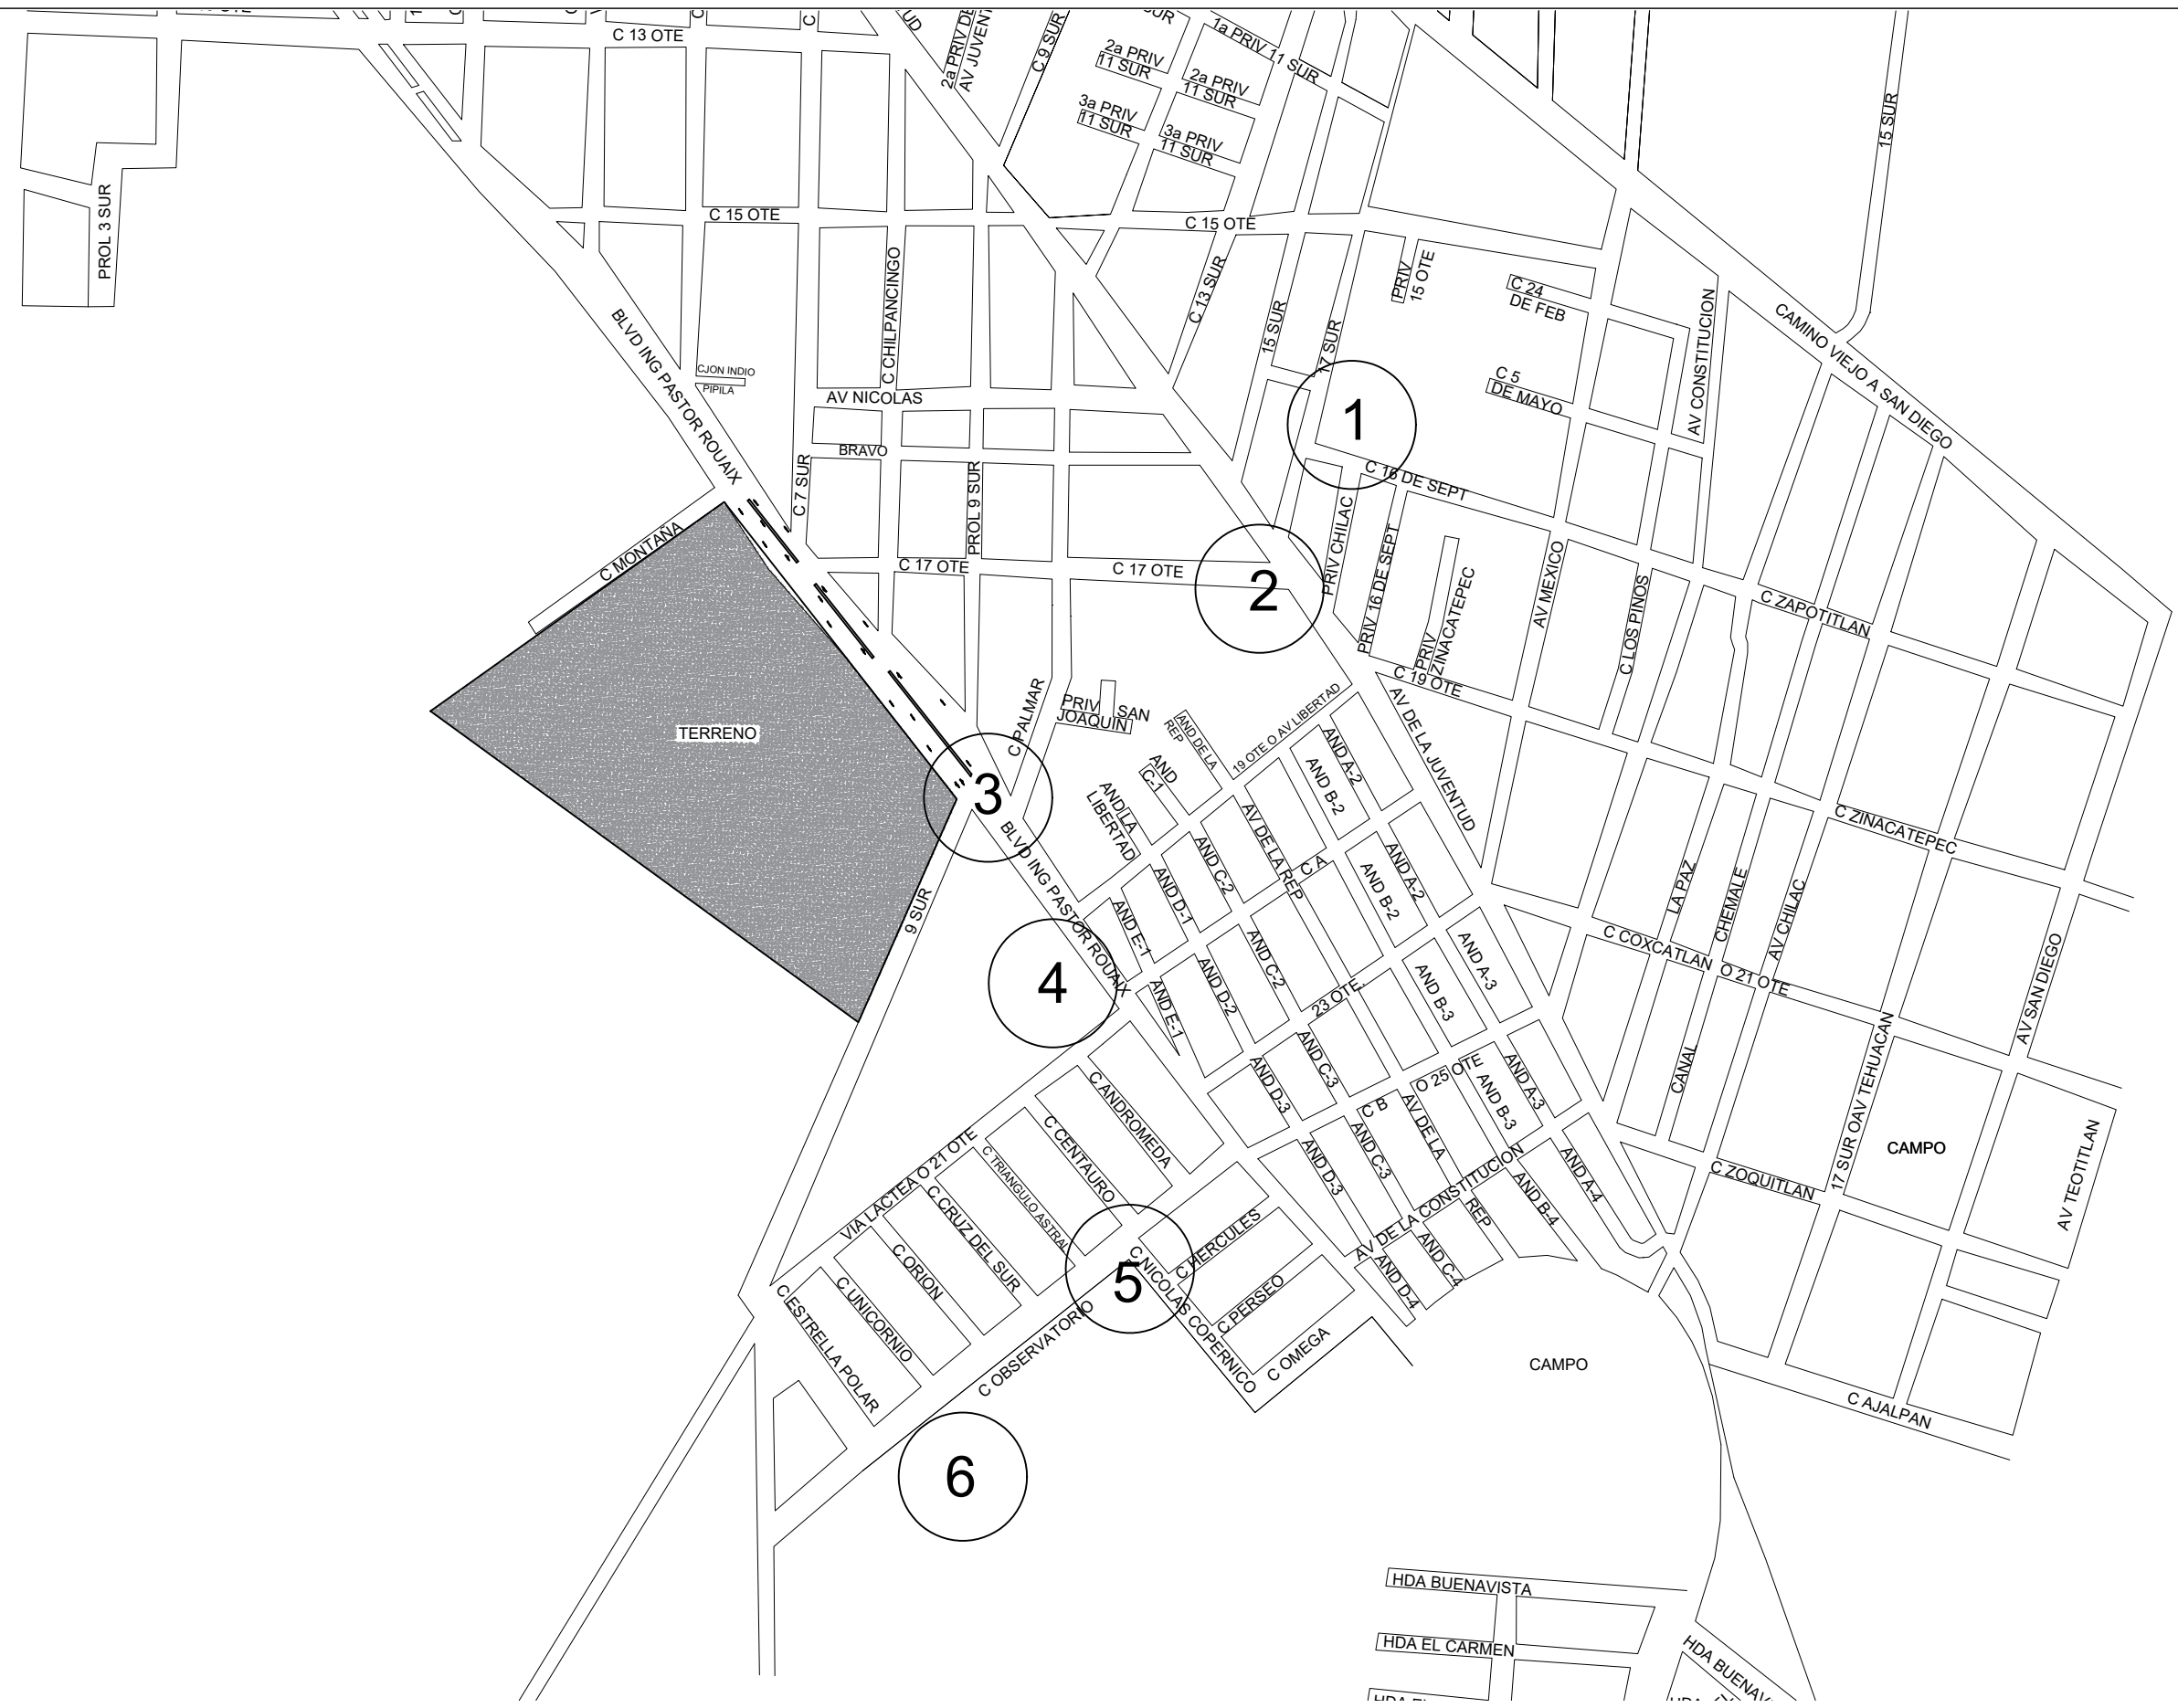 C 13 OTE
2a PRIV DE
AV JUVENT
C 9 SUR
SUR
1a PRIV 11 SUR
2a PRIV
11 SUR
2a PRIV
11 SUR
3a PRIV
11 SUR
3a PRIV
11 SUR
15 SUR
PROL 3 SUR
C 15 OTE
C 15 OTE
PRIV
15 OTE
C 24
DE FEB
C 13 SUR
15 SUR
17 SUR
C CHILPANCINGO
BLVD ING PASTOR ROUAIX
CJON INDIO
PIPILA
AV NICOLAS
BRAVO
C 7 SUR
PROL 9 SUR
C 5
DE MAYO
AV CONSTITUCION
CAMINO VIEJO A SAN DIEGO
1
C 16 DE SEPT
PRIV CHILAC
PRIV 16 DE SEPT
PRIV
ZINACATEPEC
AV MEXICO
C LOS PINOS
C ZAPOTITLAN
C MONTAÑA
C 17 OTE
C 17 OTE
2
C 19 OTE
TERRENO
C PALMAR
PRIV SAN
JOAQUIN
AND DE LA
REP
19 OTE O AV LIBERTAD
AV DE LA JUVENTUD
AND
C-1
AND LA
LIBERTAD
AND A-2
AND B-2
3
BLVD ING PASTOR ROUAIX
9 SUR
AV DE LA REP
C A
AND C-2
AND D-1
AND E-1
AND A-2
AND B-2
C ZINACATEPEC
LA PAZ
CHEMALE
AV CHILAC
C COXCATLAN O 21 OTE
AV SAN DIEGO
4
AND E-1
AND D-2
AND C-2
23 OTE.
AND B-3
AND A-3
CANAL
17 SUR OAV TEHUACAN
CAMPO
AV TEOTITLAN
C ZOQUITLAN
AND D-3
AND C-3
C B
O 25 OTE
AV DE LA
REP
AND B-3
AND A-3
C ANDROMEDA
C CENTAURO
C TRIANGULO ASTRAL
VIA LACTEA O 21 OTE
C CRUZ DEL SUR
C ORION
C UNICORNIO
C ESTRELLA POLAR
AND D-3
AND C-3
AV DE LA CONSTITUCION
AND B-4
AND A-4
AND C-4
AND D-4
C HERCULES
C PERSEO
C OMEGA
C NICOLAS COPERNICO
5
C OBSERVATORIO
CAMPO
C AJALPAN
6
HDA BUENAVISTA
HDA EL CARMEN